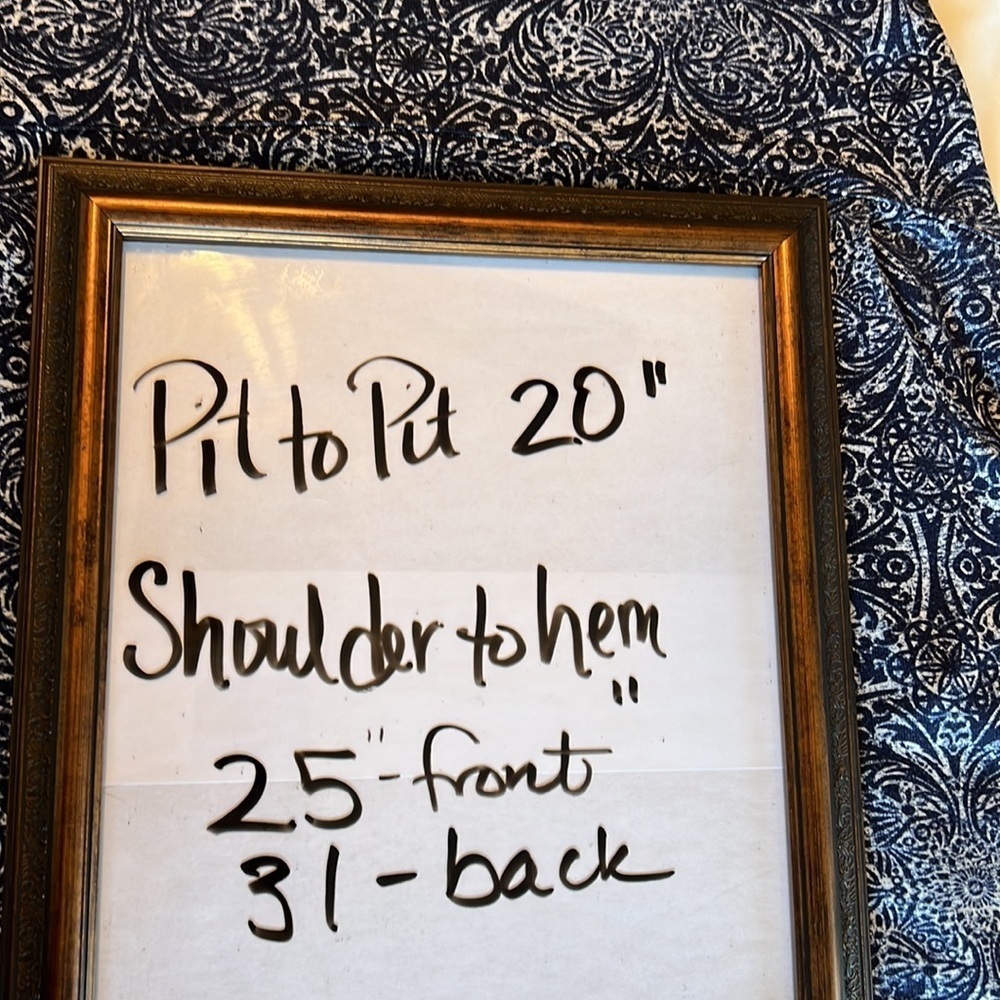 Pit to Pit 20"
Shoulder to hem
"
25" - front
31 - back